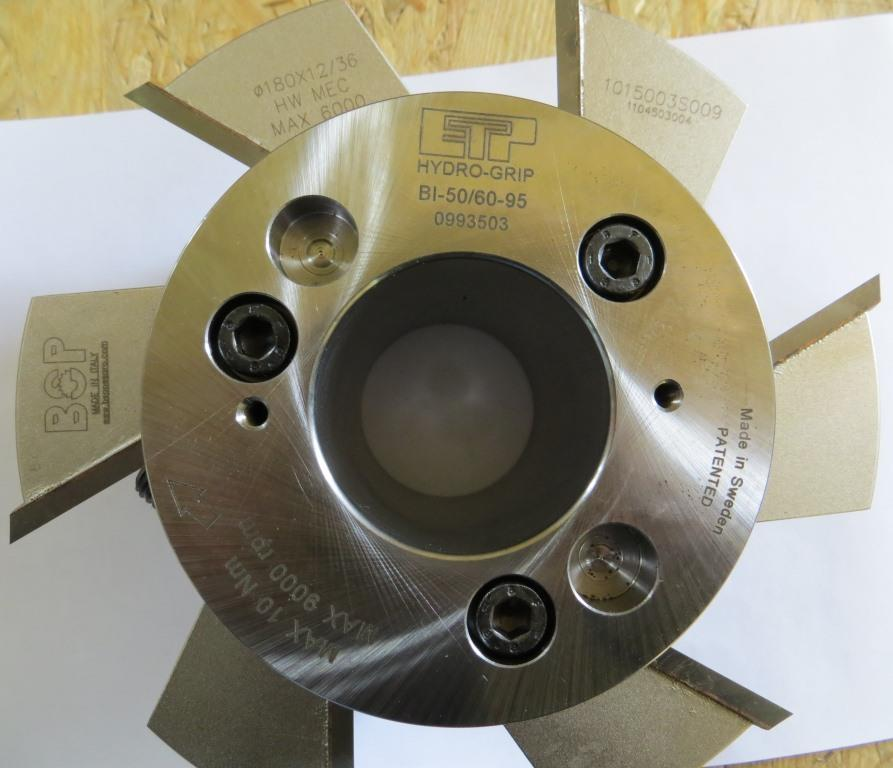 ø180X12/36
HW MEC
MAX 6000
1015003S009
1104503004
ETP
HYDRO-GRIP
BI-50/60-95
0993503
BSP
MADE IN ITALY
Made in Sweden
PATENTED
MAX 10 Nm
MAX 9000 rpm